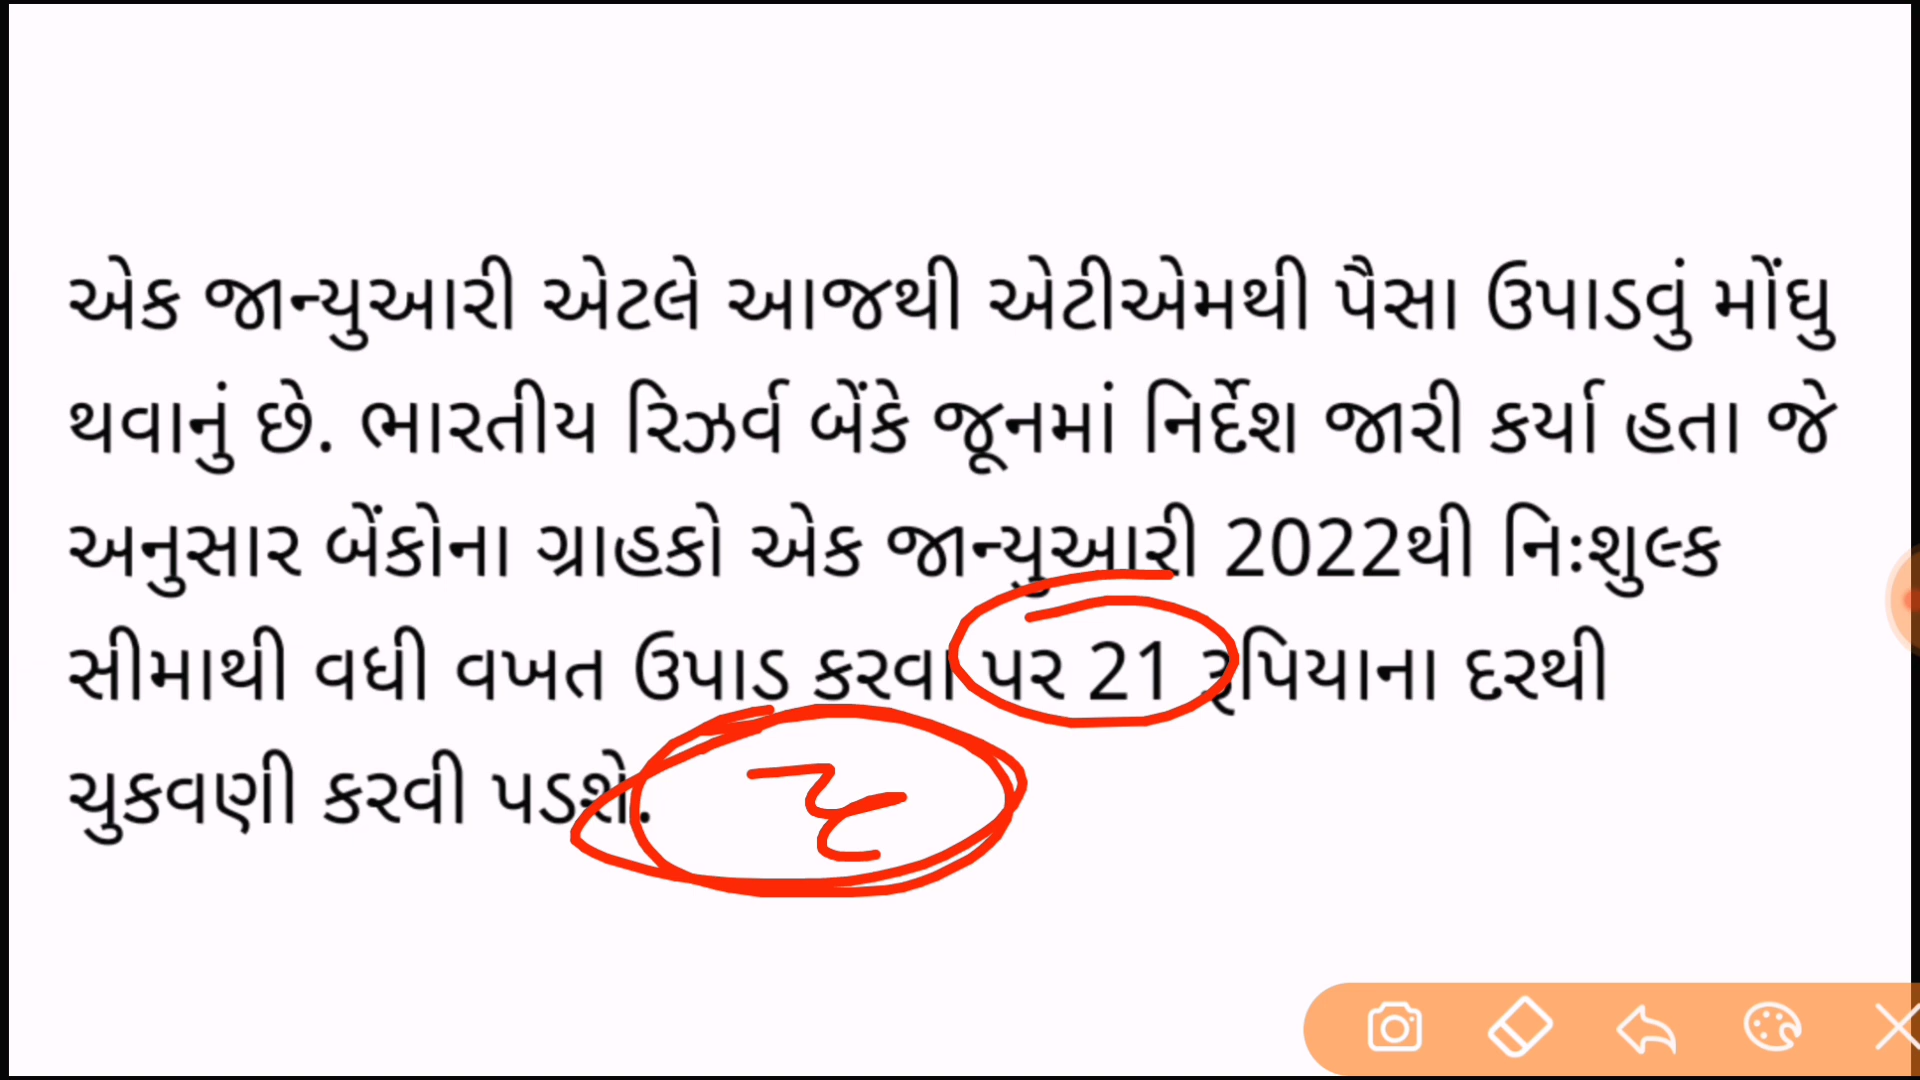 એક જાન્યુઆરી એટલે આજથી એટીએમથી પૈસા ઉપાડવું મોંઘુ
થવાનું છે. ભારતીય રિઝર્વ બેંકે જૂનમાં નિર્દેશ જારી કર્યા હતા જે
અનુસાર બેંકોના ગ્રાહકો એક જાન્યુઆરી 2022થી નિઃશુલ્ક
સીમાથી વધી વખત ઉપાડ કરવા પર 21 રૂપિયાના દરથી
ચુકવણી કરવી પડશે.